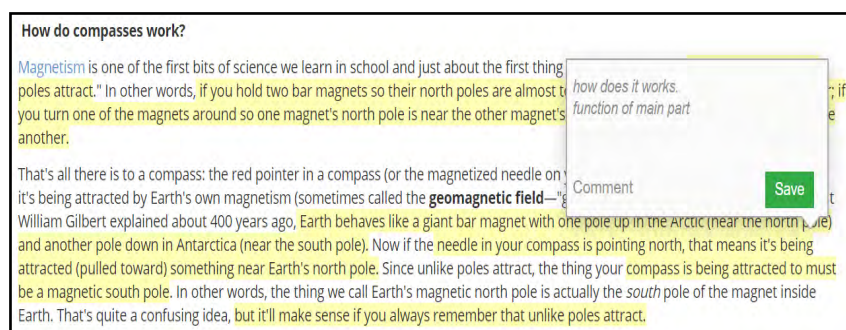 How do compasses work?
Magnetism is one of the first bits of science we learn in school and just about the first thing
poles attract." In other words, if you hold two bar magnets so their north poles are almost t
r; if
you turn one of the magnets around so one magnet's north pole is near the other magnet's
e
another.
how does it works.
function of main part
Comment
Save
That's all there is to a compass: the red pointer in a compass (or the magnetized needle on
it's being attracted by Earth's own magnetism (sometimes called the geomagnetic field—"g
t
William Gilbert explained about 400 years ago, Earth behaves like a giant bar magnet with one pole up in the Arctic (near the north pole)
and another pole down in Antarctica (near the south pole). Now if the needle in your compass is pointing north, that means it's being
attracted (pulled toward) something near Earth's north pole. Since unlike poles attract, the thing your compass is being attracted to must
be a magnetic south pole. In other words, the thing we call Earth's magnetic north pole is actually the south pole of the magnet inside
Earth. That's quite a confusing idea, but it'll make sense if you always remember that unlike poles attract.